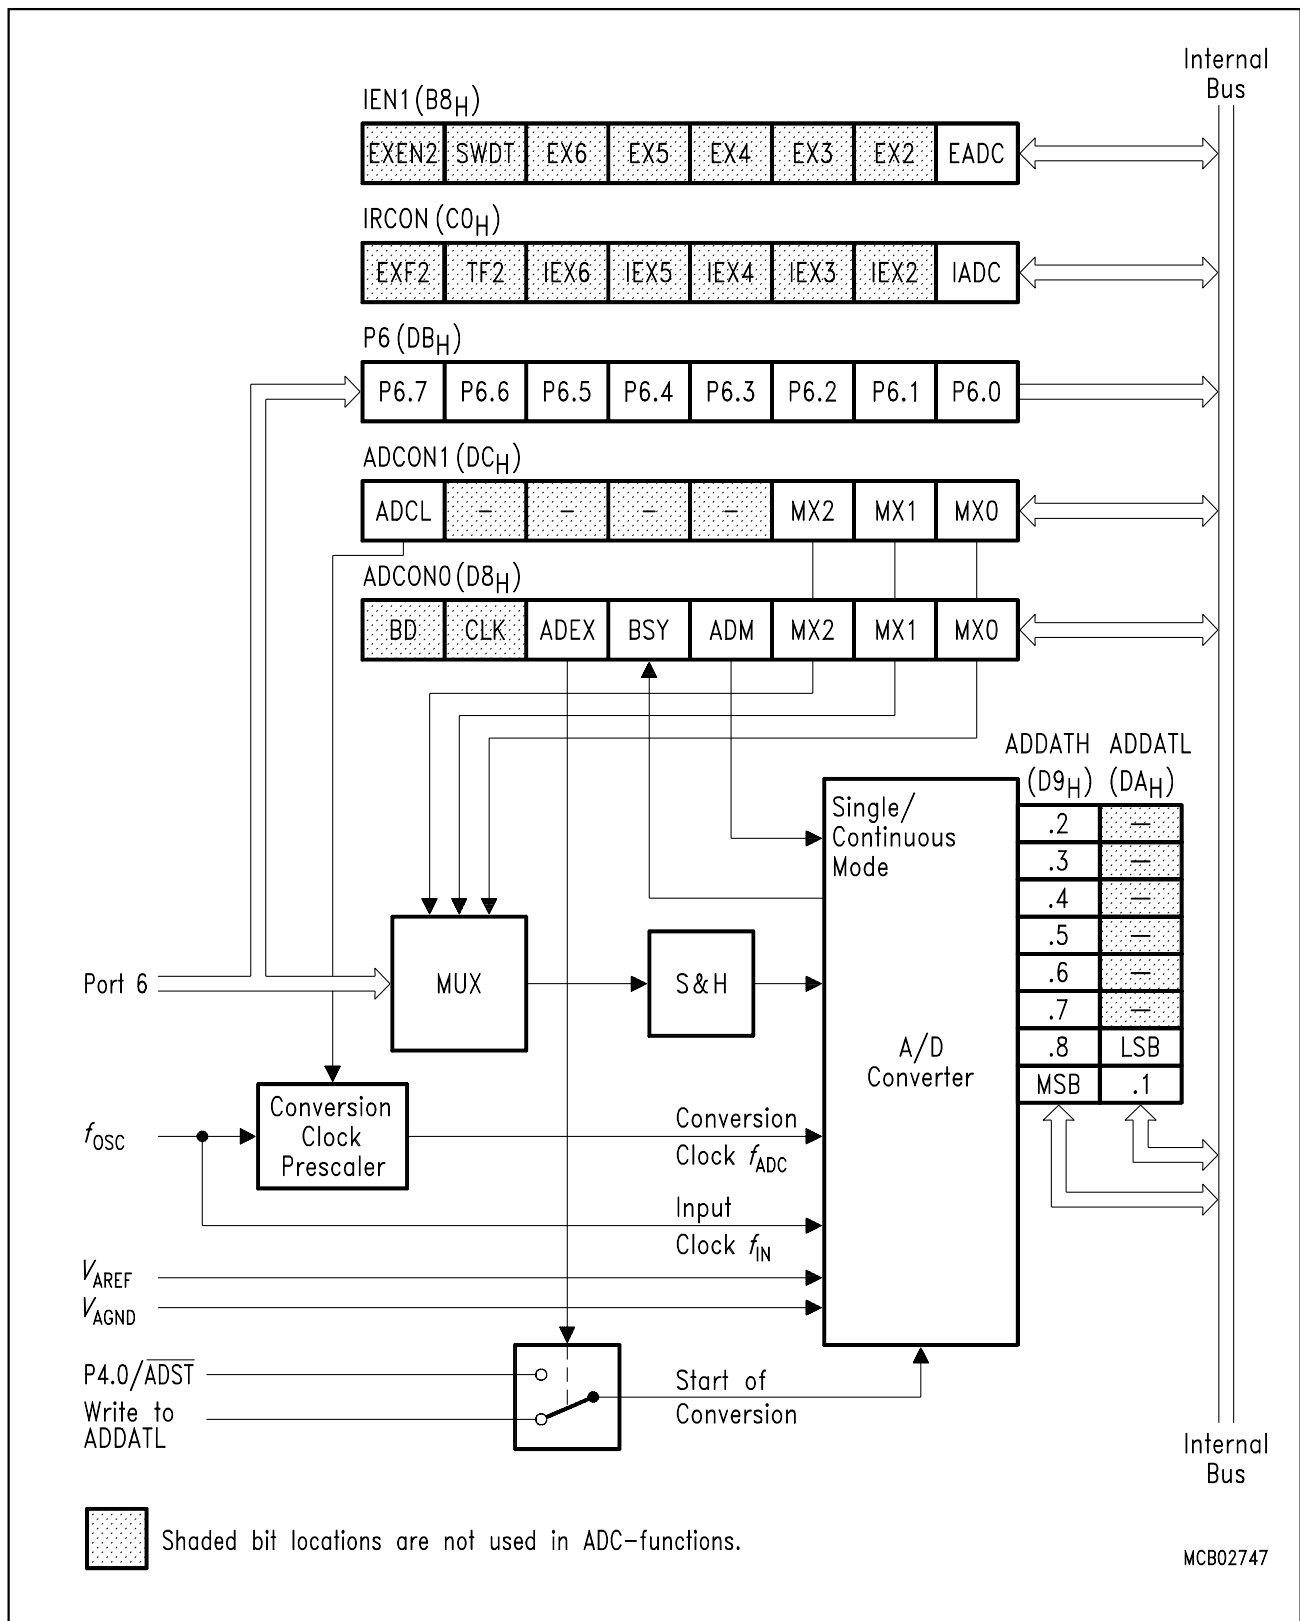 Internal
Bus
IEN1 (B8H)
EXEN2 SWDT EX6 EX5 EX4 EX3 EX2 EADC
IRCON (C0H)
EXF2 TF2 IEX6 IEX5 IEX4 IEX3 IEX2 IADC
P6 (DBH)
P6.7 P6.6 P6.5 P6.4 P6.3 P6.2 P6.1 P6.0
ADCON1 (DCH)
ADCL – – – – MX2 MX1 MX0
ADCON0 (D8H)
BD CLK ADEX BSY ADM MX2 MX1 MX0
ADDATH ADDATL
(D9H) (DAH)
Single/
Continuous
Mode
.2 –
.3 –
.4 –
.5 –
.6 –
.7 –
.8 LSB
MSB .1
Port 6
MUX
S&H
A/D
Converter
fOSC
Conversion
Clock
Prescaler
Conversion
Clock fADC
Input
Clock fIN
VAREF
VAGND
P4.0/ADST
Write to
ADDATL
Start of
Conversion
Internal
Bus
Shaded bit locations are not used in ADC-functions.
MCB02747